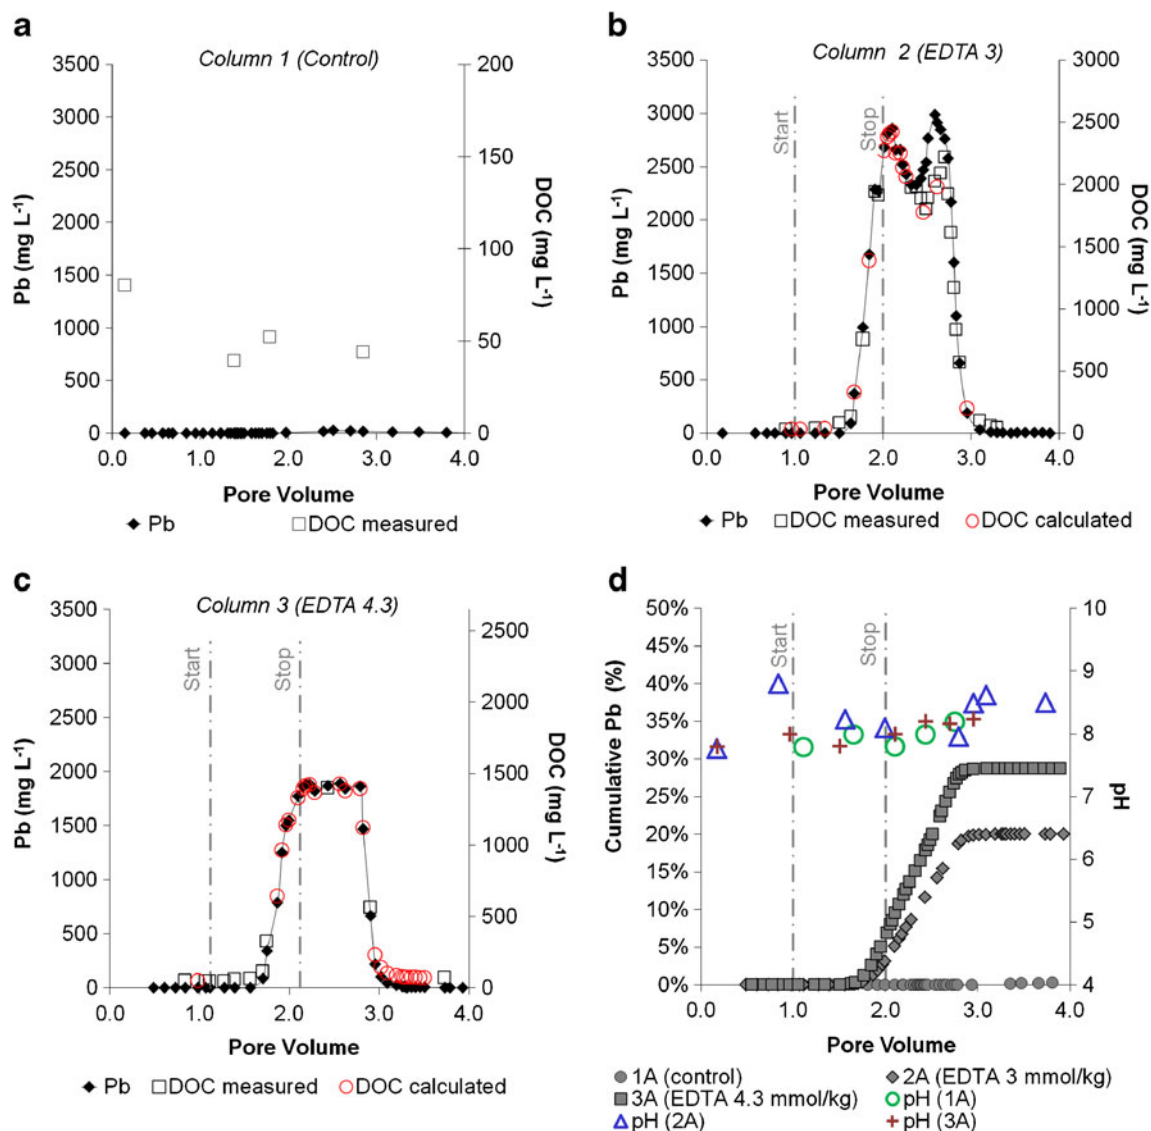 a
Column 1 (Control)
3500
3000
2500
2000
1500
1000
500
0
Pb (mg L-1)
200
150
100
50
0
DOC (mg L-1)
0.0 1.0 2.0 3.0 4.0
Pore Volume
Pb DOC measured
b
Column 2 (EDTA 3)
3500
3000
2500
2000
1500
1000
500
0
Pb (mg L-1)
Start
Stop
3000
2500
2000
1500
1000
500
0
DOC (mg L-1)
0.0 1.0 2.0 3.0 4.0
Pore Volume
Pb DOC measured DOC calculated
c
Column 3 (EDTA 4.3)
3500
3000
2500
2000
1500
1000
500
0
Pb (mg L-1)
Start
Stop
2500
2000
1500
1000
500
0
DOC (mg L-1)
0.0 1.0 2.0 3.0 4.0
Pore Volume
Pb DOC measured DOC calculated
d
50%
45%
40%
35%
30%
25%
20%
15%
10%
5%
0%
Cumulative Pb (%)
Start
Stop
10
9
8
7
6
5
4
pH
0.0 1.0 2.0 3.0 4.0
Pore Volume
1A (control) 2A (EDTA 3 mmol/kg)
3A (EDTA 4.3 mmol/kg) pH (1A)
pH (2A) pH (3A)